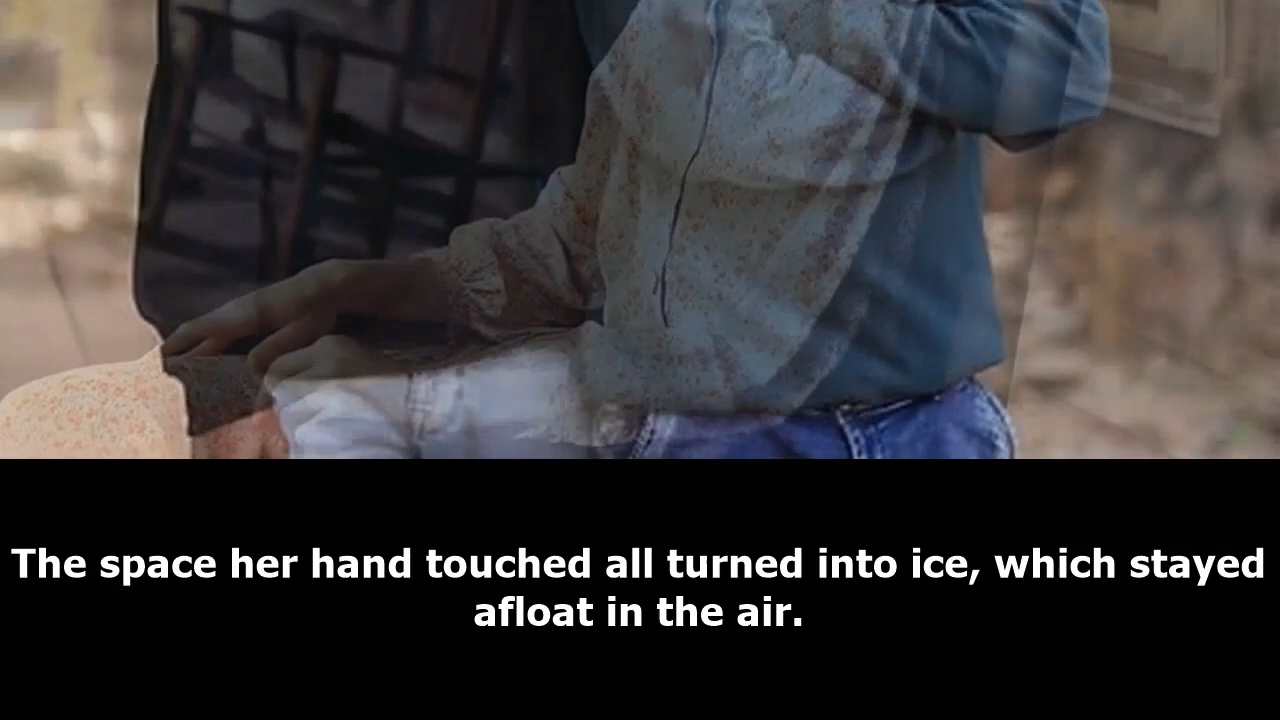 The space her hand touched all turned into ice, which stayed
afloat in the air.